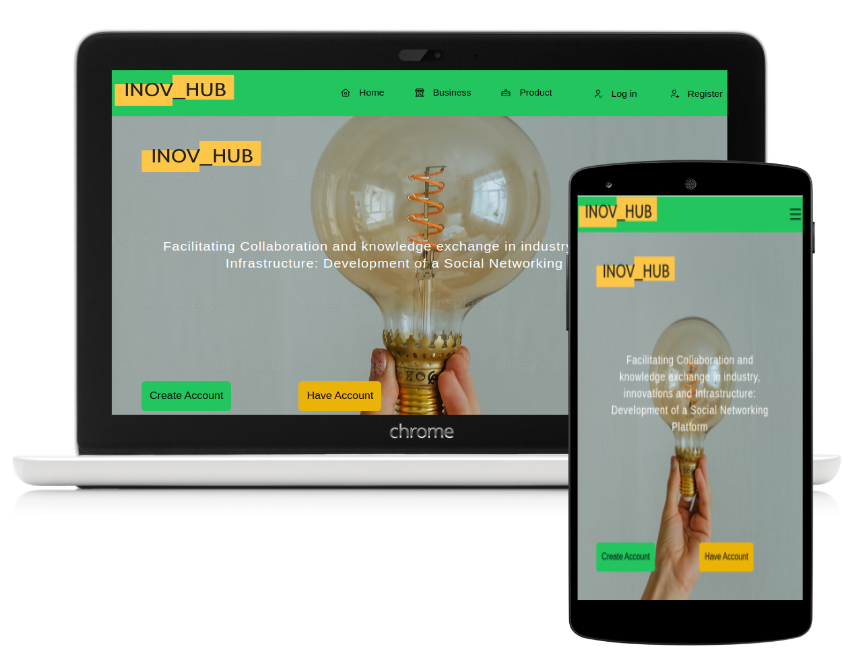 INOV_HUB
Home
Business
Product
Log in
Register
INOV_HUB
Facilitating Collaboration and knowledge exchange in industry
Infrastructure: Development of a Social Networking
Create Account
Have Account
chrome
INOV_HUB
INOV_HUB
Facilitating Collaboration and
knowledge exchange in industry,
innovations and Infrastructure:
Development of a Social Networking
Platform
Create Account
Have Account